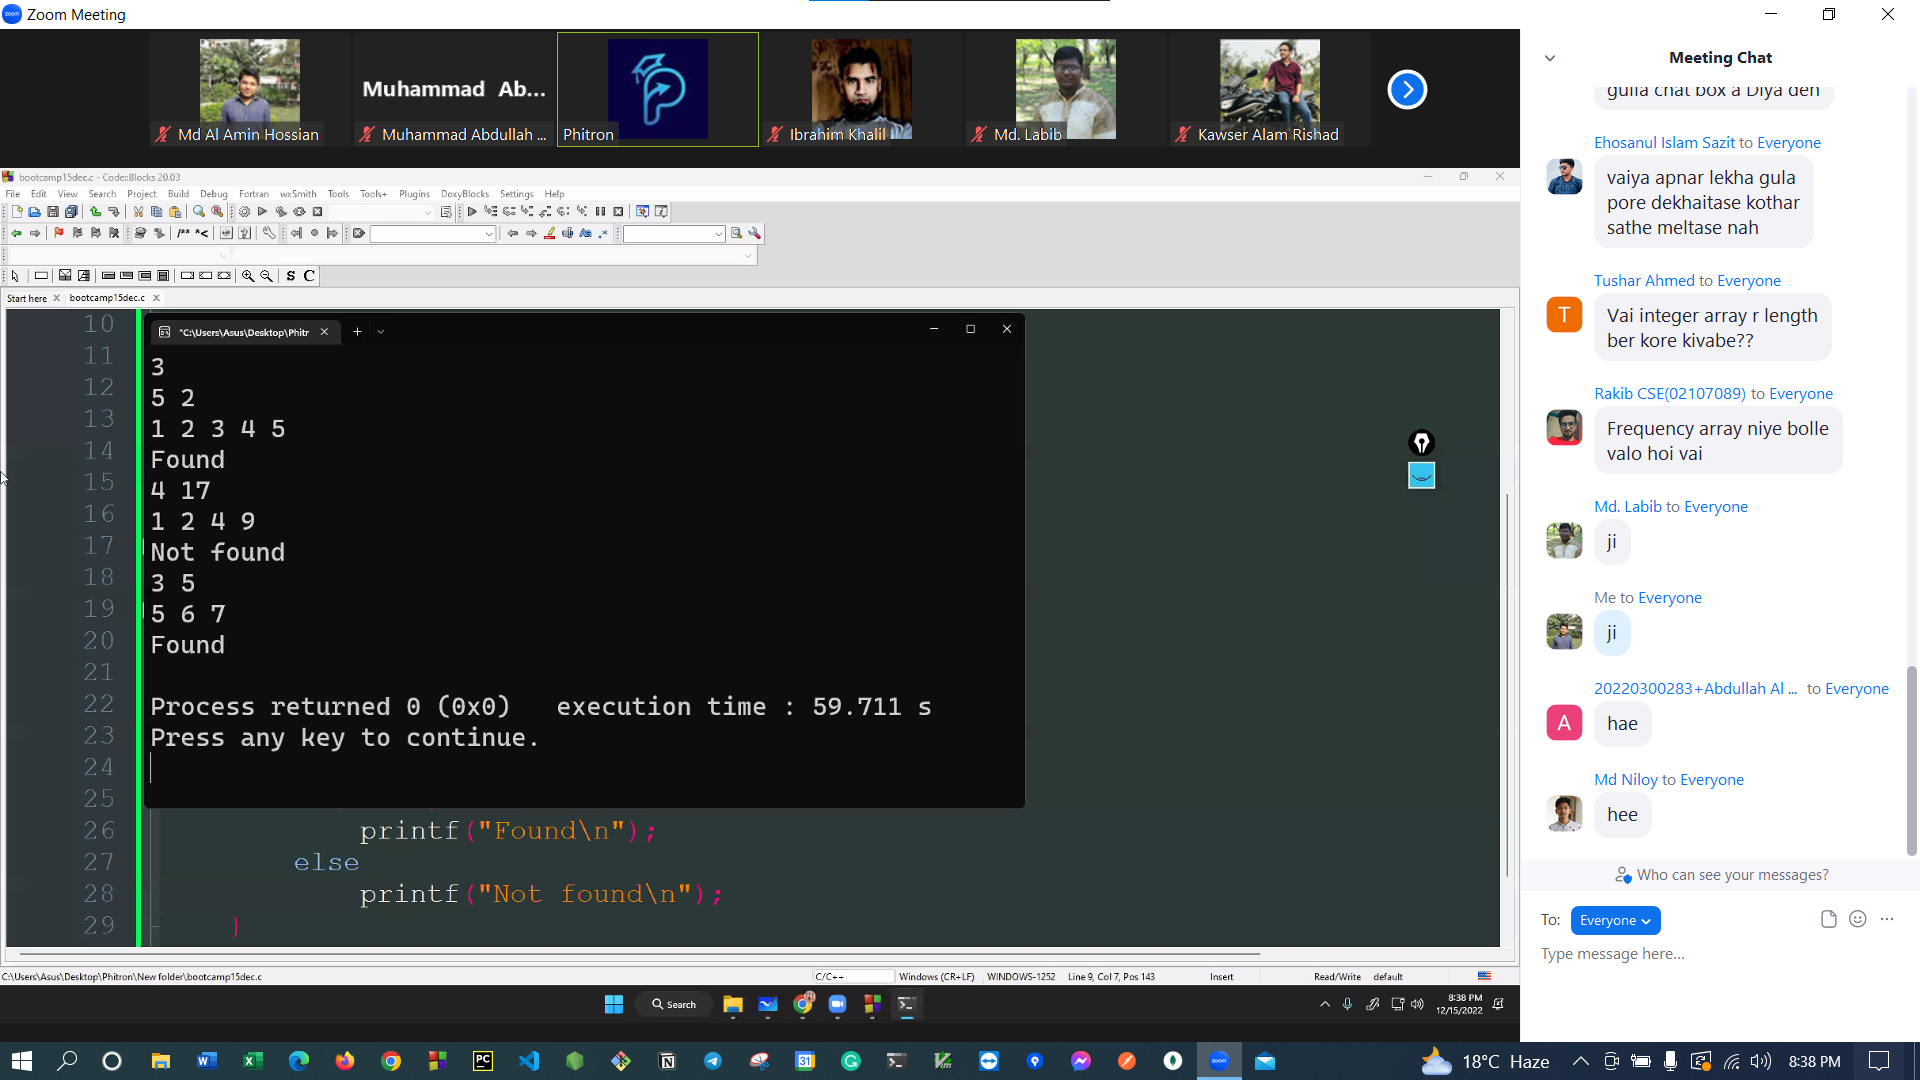 Zoom Meeting
Md Al Amin Hossian
Muhammad Ab...
Muhammad Abdullah ...
Phitron
Ibrahim Khalil
Md. Labib
Kawser Alam Rishad
bootcamp15dec.c - Code::Blocks 20.03
File Edit View Search Project Build Debug Fortran wxSmith Tools Tools+ Plugins DoxyBlocks Settings Help
Start here
bootcamp15dec.c
"C:\Users\Asus\Desktop\Phitr
10
11
12
13
14
15
16
17
18
19
20
21
22
23
24
25
26
27
28
29
3
5 2
1 2 3 4 5
Found
4 17
1 2 4 9
Not found
3 5
5 6 7
Found
Process returned 0 (0x0)   execution time : 59.711 s
Press any key to continue.
printf("Found\n");
else
printf("Not found\n");
}
C:\Users\Asus\Desktop\Phitron\New folder\bootcamp15dec.c
C/C++
Windows (CR+LF)
WINDOWS-1252
Line 9, Col 7, Pos 143
Insert
Read/Write
default
Search
8:38 PM
12/15/2022
Meeting Chat
gulla chat box a Diya den
Ehosanul Islam Sazit to Everyone
vaiya apnar lekha gula
pore dekhaitase kothar
sathe meltase nah
Tushar Ahmed to Everyone
T
Vai integer array r length
ber kore kivabe??
Rakib CSE(02107089) to Everyone
Frequency array niye bolle
valo hoi vai
Md. Labib to Everyone
ji
Me to Everyone
ji
20220300283+Abdullah Al ... to Everyone
A
hae
Md Niloy to Everyone
hee
Who can see your messages?
To: Everyone
Type message here...
18°C Haze
8:38 PM